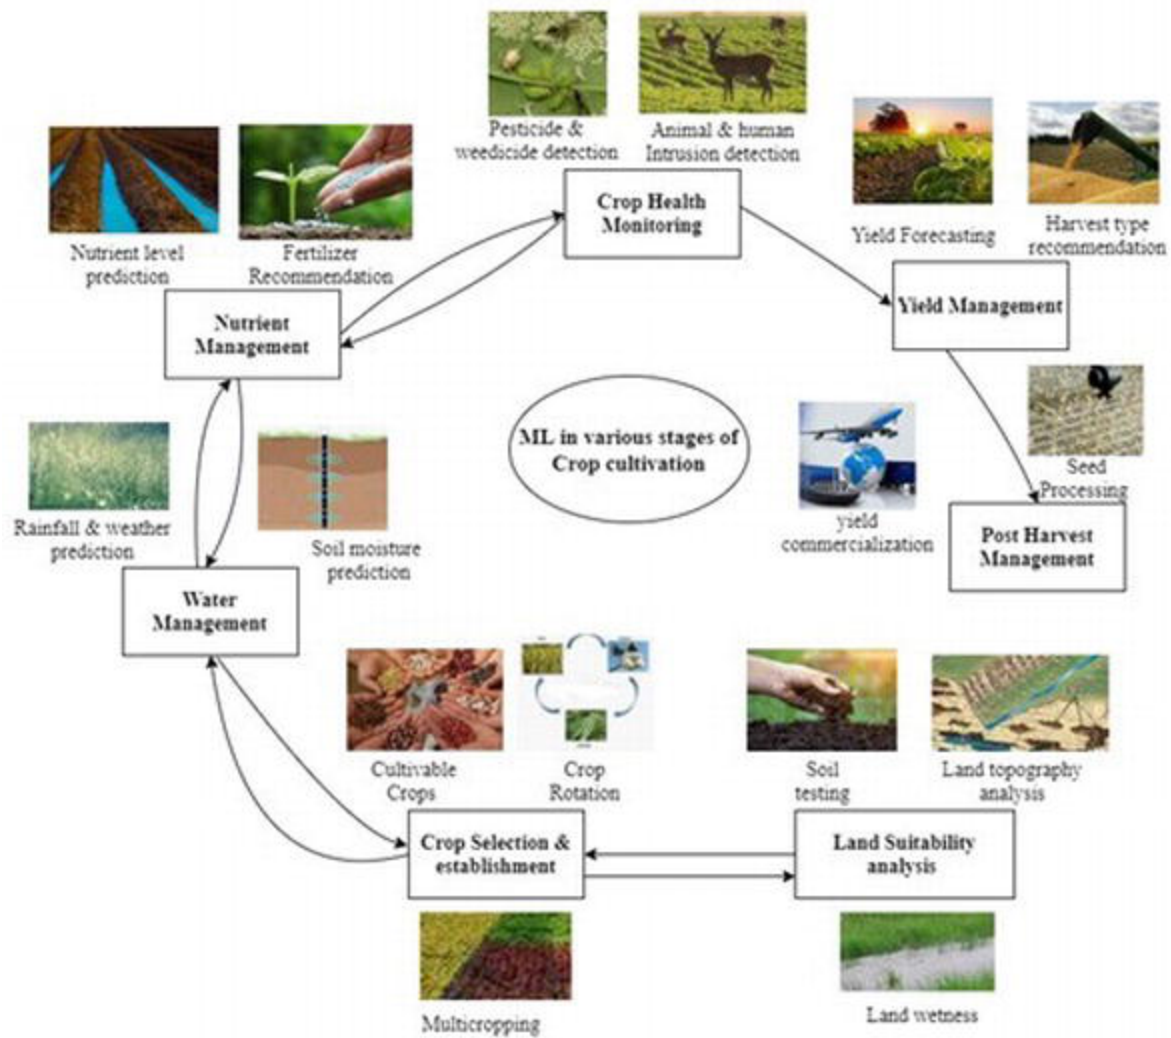 Pesticide &
weedicide detection
Animal & human
Intrusion detection
Crop Health
Monitoring
Yield Forecasting
Harvest type
recommendation
Yield Management
Nutrient level
prediction
Fertilizer
Recommendation
Nutrient
Management
ML in various stages of
Crop cultivation
Seed
Processing
yield
commercialization
Post Harvest
Management
Rainfall & weather
prediction
Soil moisture
prediction
Water
Management
Cultivable
Crops
Crop
Rotation
Soil
testing
Land topography
analysis
Crop Selection &
establishment
Land Suitability
analysis
Multicropping
Land wetness